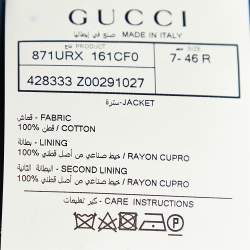 GUCCI
صنع في إيطاليا MADE IN ITALY
منتج PRODUCT
871URX 161CF0
428333 Z00291027
SIZE
7- 46 R
سترة-JACKET
قماش - FABRIC
100% قطن / COTTON
بطانة - LINING
100% خيط صناعي من أصل قطني / RAYON CUPRO
البطانة الثانية - SECOND LINING
100% خيط صناعي من أصل قطني / RAYON CUPRO
CARE INSTRUCTIONS